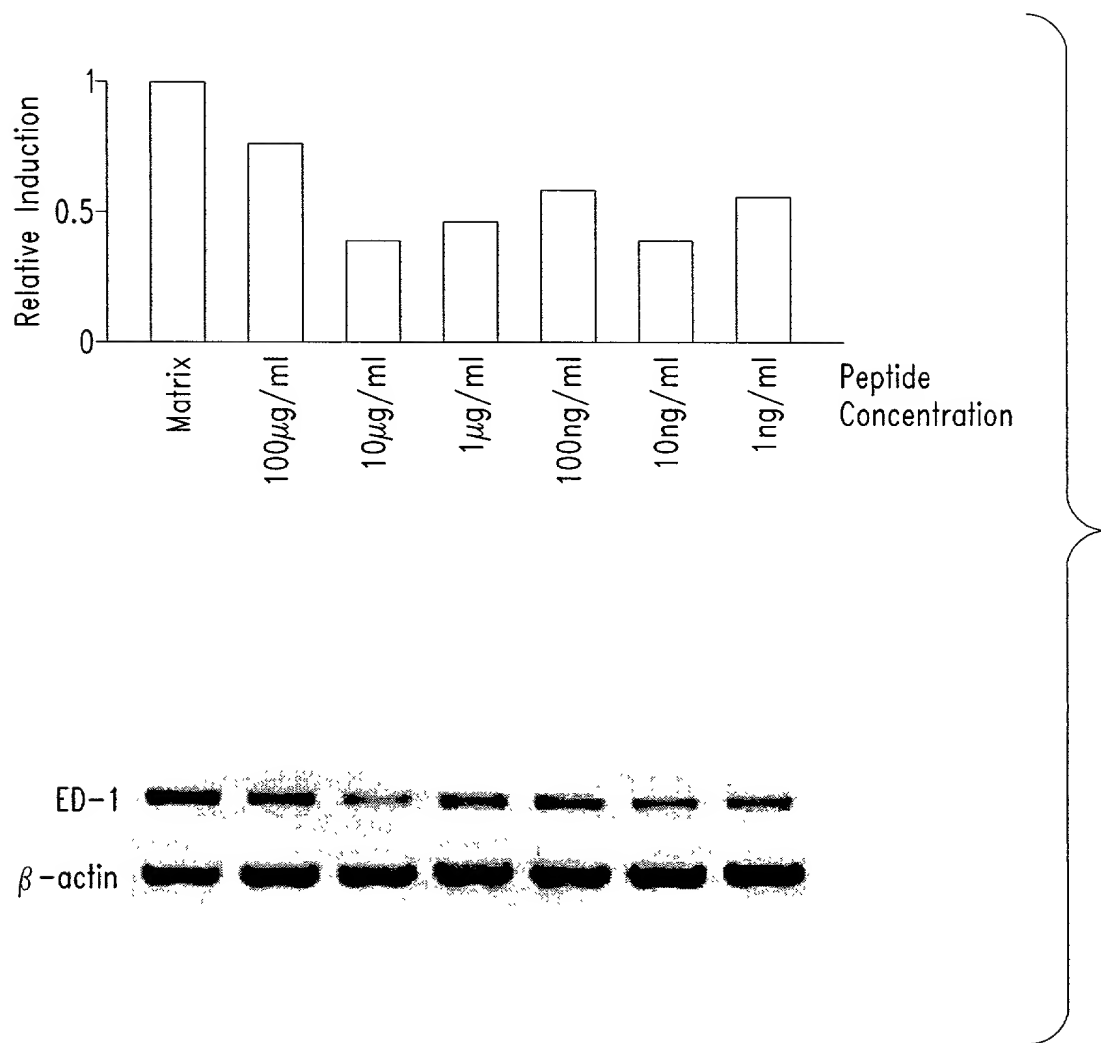 Relative Induction
1
0.5
0
Matrix
100μg/ml
10μg/ml
1μg/ml
100ng/ml
10ng/ml
1ng/ml
Peptide
Concentration
ED-1
β-actin